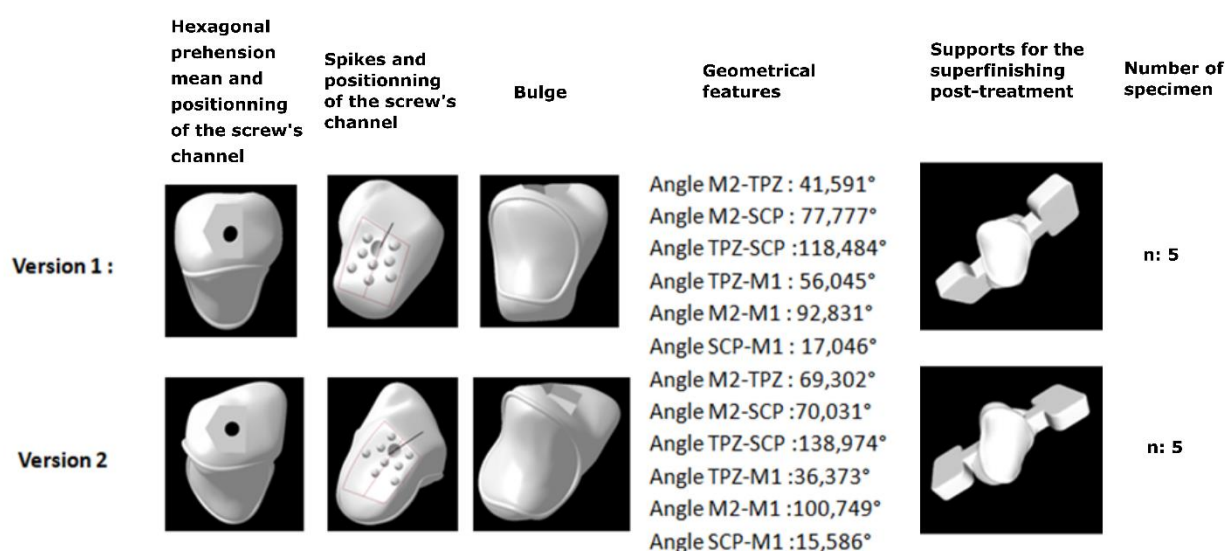 Hexagonal
prehension
mean and
positionning
of the screw's
channel
Spikes and
positionning
of the screw's
channel
Bulge
Geometrical
features
Supports for the
superfinishing
post-treatment
Number of
specimen
Version 1 :
Angle M2-TPZ : 41,591°
Angle M2-SCP : 77,777°
Angle TPZ-SCP :118,484°
Angle TPZ-M1 : 56,045°
Angle M2-M1 : 92,831°
Angle SCP-M1 : 17,046°
n: 5
Version 2
Angle M2-TPZ : 69,302°
Angle M2-SCP :70,031°
Angle TPZ-SCP :138,974°
Angle TPZ-M1 :36,373°
Angle M2-M1 :100,749°
Angle SCP-M1 :15,586°
n: 5